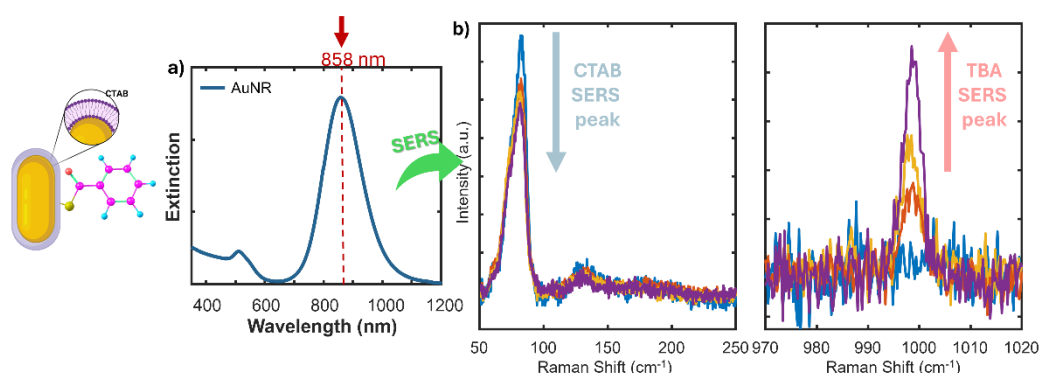 CTAB
a)
858 nm
AuNR
Extinction
400
600
800
1000
1200
Wavelength (nm)
SERS
b)
CTAB
SERS
peak
Intensity (a.u.)
50
100
150
200
250
Raman Shift (cm-1)
TBA
SERS
peak
970
980
990
1000
1010
1020
Raman Shift (cm-1)